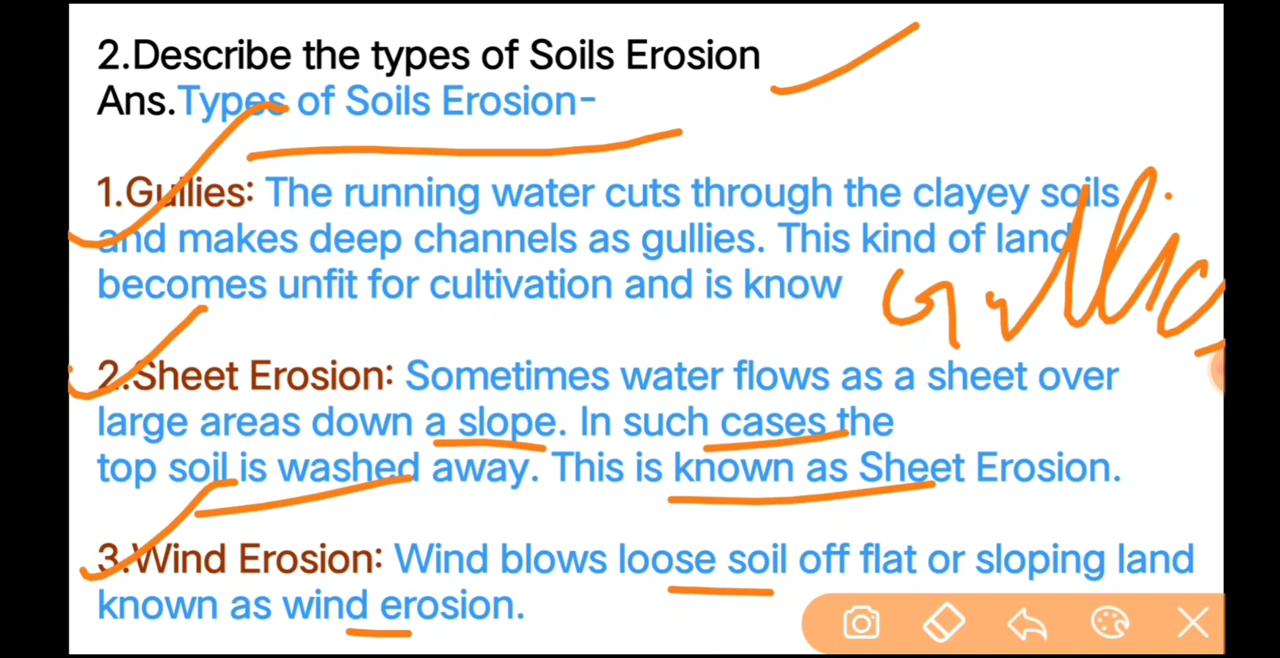 2.Describe the types of Soils Erosion
Ans.Types of Soils Erosion-
1.Gullies: The running water cuts through the clayey soils
and makes deep channels as gullies. This kind of land
becomes unfit for cultivation and is know
Gullies
2.Sheet Erosion: Sometimes water flows as a sheet over
large areas down a slope. In such cases the
top soil is washed away. This is known as Sheet Erosion.
3.Wind Erosion: Wind blows loose soil off flat or sloping land
known as wind erosion.